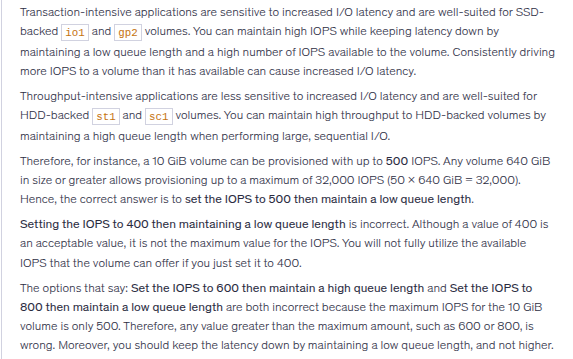 Transaction-intensive applications are sensitive to increased I/O latency and are well-suited for SSD-
backed io1 and gp2 volumes. You can maintain high IOPS while keeping latency down by
maintaining a low queue length and a high number of IOPS available to the volume. Consistently driving
more IOPS to a volume than it has available can cause increased I/O latency.
Throughput-intensive applications are less sensitive to increased I/O latency and are well-suited for
HDD-backed st1 and sc1 volumes. You can maintain high throughput to HDD-backed volumes by
maintaining a high queue length when performing large, sequential I/O.
Therefore, for instance, a 10 GiB volume can be provisioned with up to 500 IOPS. Any volume 640 GiB
in size or greater allows provisioning up to a maximum of 32,000 IOPS (50 × 640 GiB = 32,000).
Hence, the correct answer is to set the IOPS to 500 then maintain a low queue length.
Setting the IOPS to 400 then maintaining a low queue length is incorrect. Although a value of 400 is
an acceptable value, it is not the maximum value for the IOPS. You will not fully utilize the available
IOPS that the volume can offer if you just set it to 400.
The options that say: Set the IOPS to 600 then maintain a high queue length and Set the IOPS to
800 then maintain a low queue length are both incorrect because the maximum IOPS for the 10 GiB
volume is only 500. Therefore, any value greater than the maximum amount, such as 600 or 800, is
wrong. Moreover, you should keep the latency down by maintaining a low queue length, and not higher.